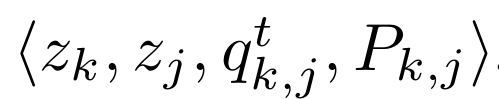 ⟨z_k, z_j, q^t_{k,j}, P_{k,j}⟩.